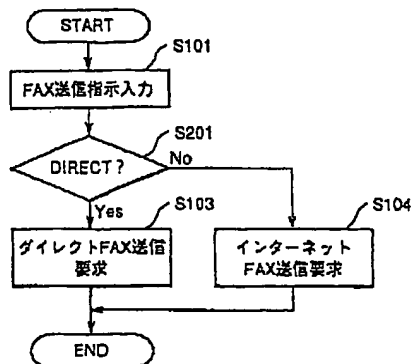 START
S101
FAX送信指示入力
S201
DIRECT?
No
Yes
S103
S104
ダイレクトFAX送信
要求
インターネット
FAX送信要求
END